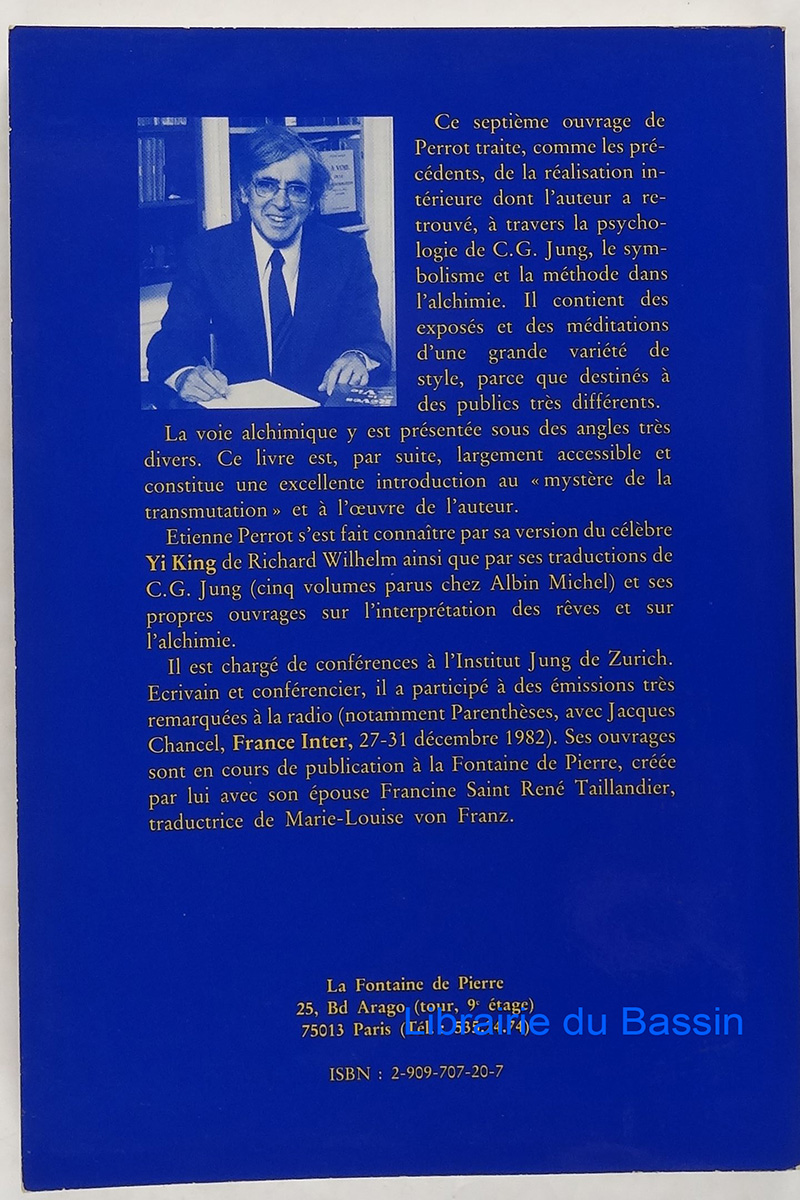 Ce septième ouvrage de
Perrot traite, comme les pré-
cédents, de la réalisation in-
térieure dont l'auteur a re-
trouvé, à travers la psycho-
logie de C.G. Jung, le sym-
bolisme et la méthode dans
l'alchimie. Il contient des
exposés et des méditations
d'une grande variété de
style, parce que destinés à
des publics très différents.
La voie alchimique y est présentée sous des angles très
divers. Ce livre est, par suite, largement accessible et
constitue une excellente introduction au « mystère de la
transmutation » et à l'œuvre de l'auteur.
Etienne Perrot s'est fait connaître par sa version du célèbre
Yi King de Richard Wilhelm ainsi que par ses traductions de
C.G. Jung (cinq volumes parus chez Albin Michel) et ses
propres ouvrages sur l'interprétation des rêves et sur
l'alchimie.
Il est chargé de conférences à l'Institut Jung de Zurich.
Ecrivain et conférencier, il a participé à des émissions très
remarquées à la radio (notamment Parenthèses, avec Jacques
Chancel, France Inter, 27-31 décembre 1982). Ses ouvrages
sont en cours de publication à la Fontaine de Pierre, créée
par lui avec son épouse Francine Saint René Taillandier,
traductrice de Marie-Louise von Franz.
La Fontaine de Pierre
25, Bd Arago (tour, 9e étage)
75013 Paris (Tél.
Librairie du Bassin
ISBN : 2-909-707-20-7